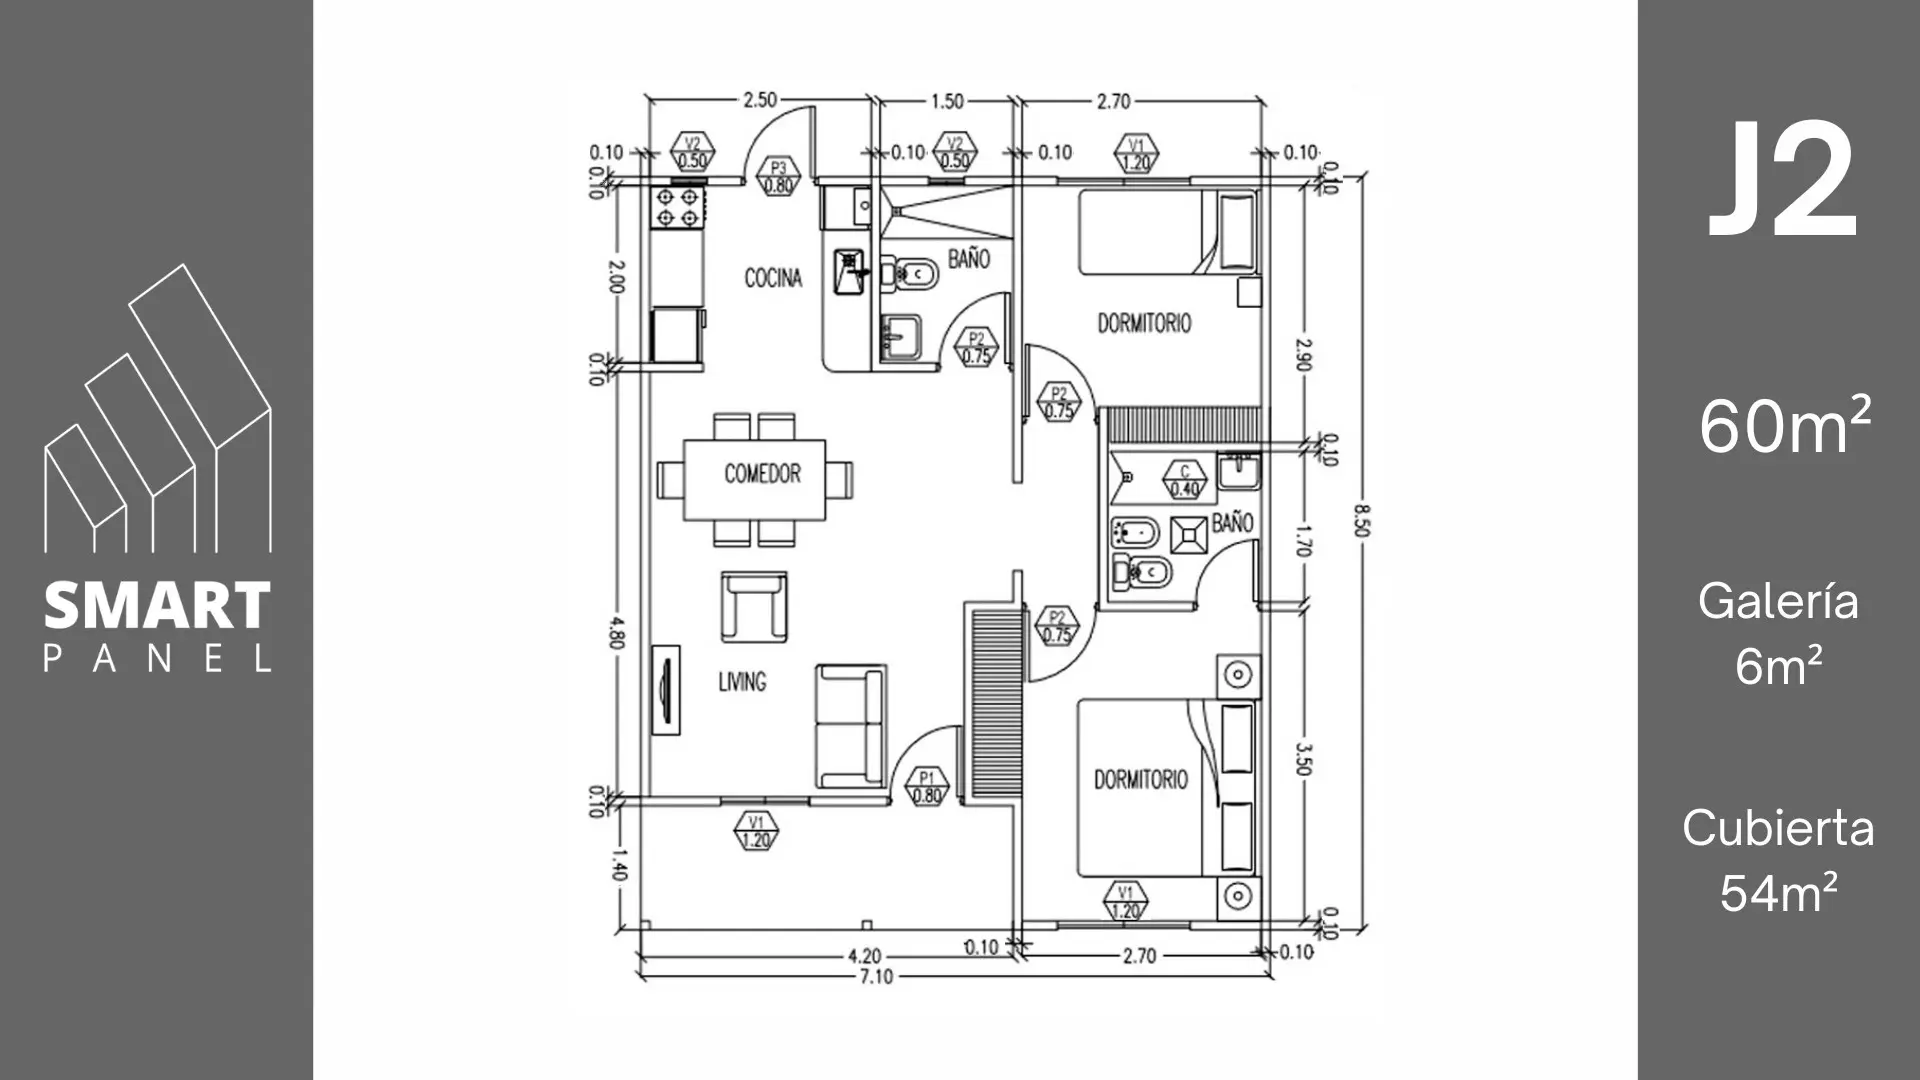 SMART
PANEL
2.50
1.50
2.70
0.10
V2
0.50
P3
0.80
0.10
V2
0.50
0.10
V1
1.20
0.10
0.10
0.10
2.00
COCINA
BAÑO
DORMITORIO
P2
0.75
0.10
2.90
P2
0.75
COMEDOR
0.10
C
0.40
BAÑO
1.70
8.50
P2
0.75
4.80
LIVING
DORMITORIO
3.50
P1
0.80
0.10
V1
1.20
1.40
V1
1.20
0.10
0.10
4.20
2.70
0.10
7.10
J2
60m²
Galería
6m²
Cubierta
54m²